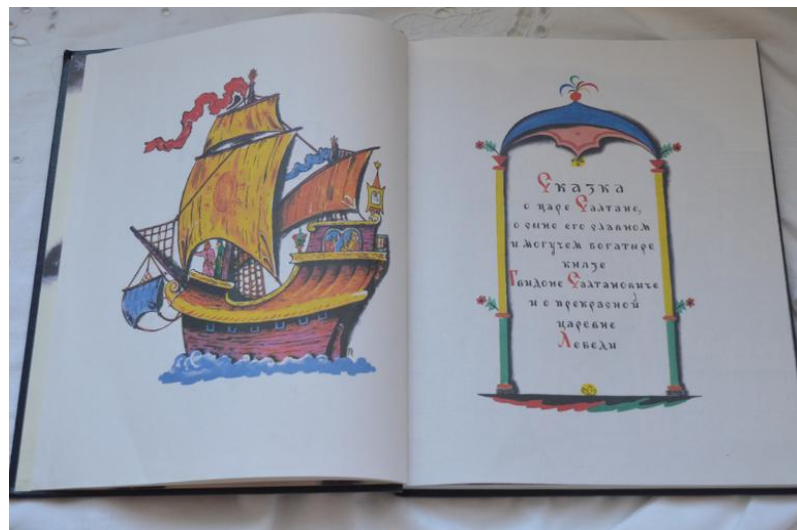 Сказка
о царе Салтане,
о сыне его славном
и могучем богатыре
князе
Гвидоне Салтановиче
и о прекрасной
царевне
Лебеди